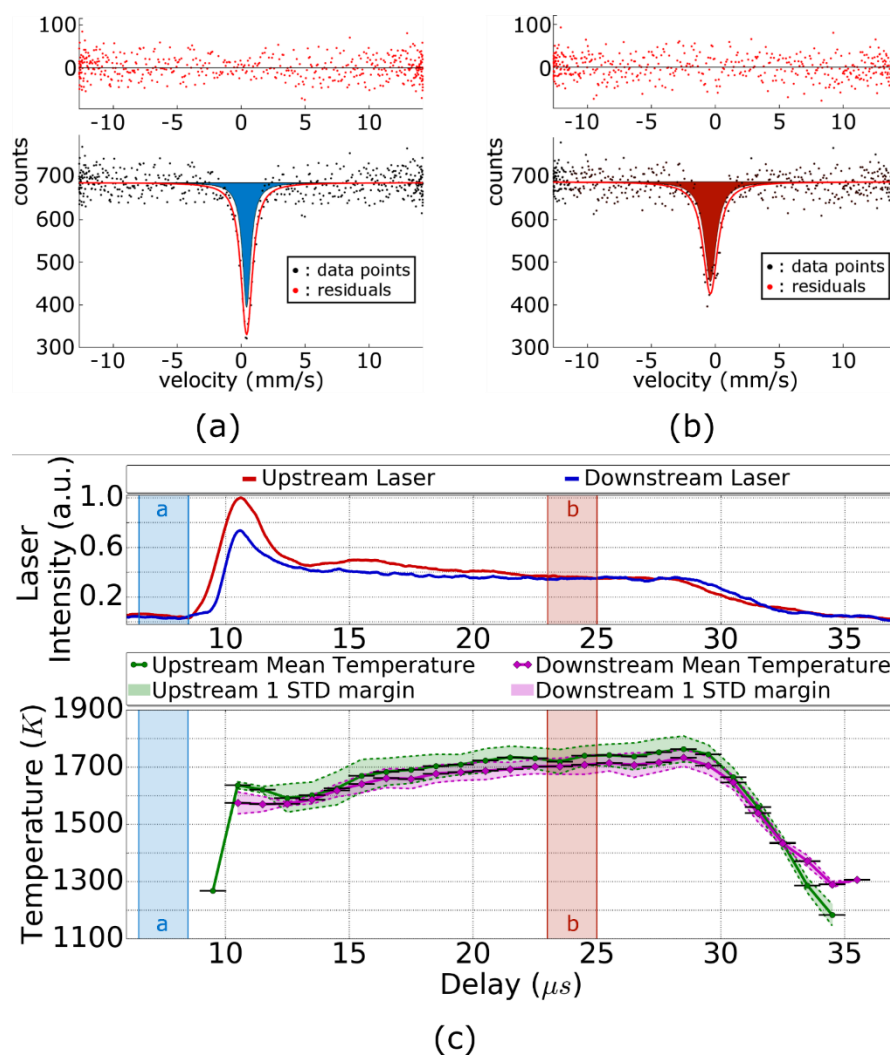 100
0
-10 -5 0 5 10
counts
700
600
500
400
300
• : data points
• : residuals
-10 -5 0 5 10
velocity (mm/s)
(a)
100
0
-10 -5 0 5 10
counts
700
600
500
400
300
• : data points
• : residuals
-10 -5 0 5 10
velocity (mm/s)
(b)
Upstream Laser Downstream Laser
Laser
Intensity (a.u.)
1.0
0.6
0.2
a b
10 15 20 25 30 35
Upstream Mean Temperature Downstream Mean Temperature
Upstream 1 STD margin Downstream 1 STD margin
Temperature (K)
1900
1700
1500
1300
1100
a b
10 15 20 25 30 35
Delay (μs)
(c)